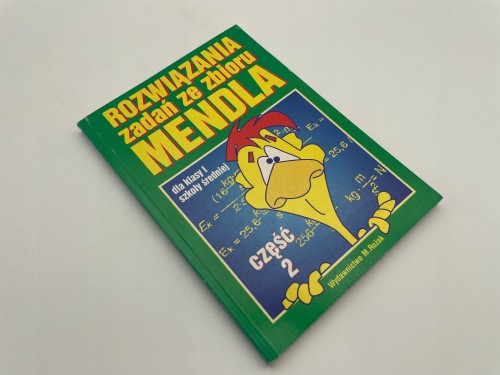 ROZWIĄZANIA
zadań ze zbioru
MENDLA
dla klasy I
szkoły średniej
część
2
Wydawnictwo M. Rożak